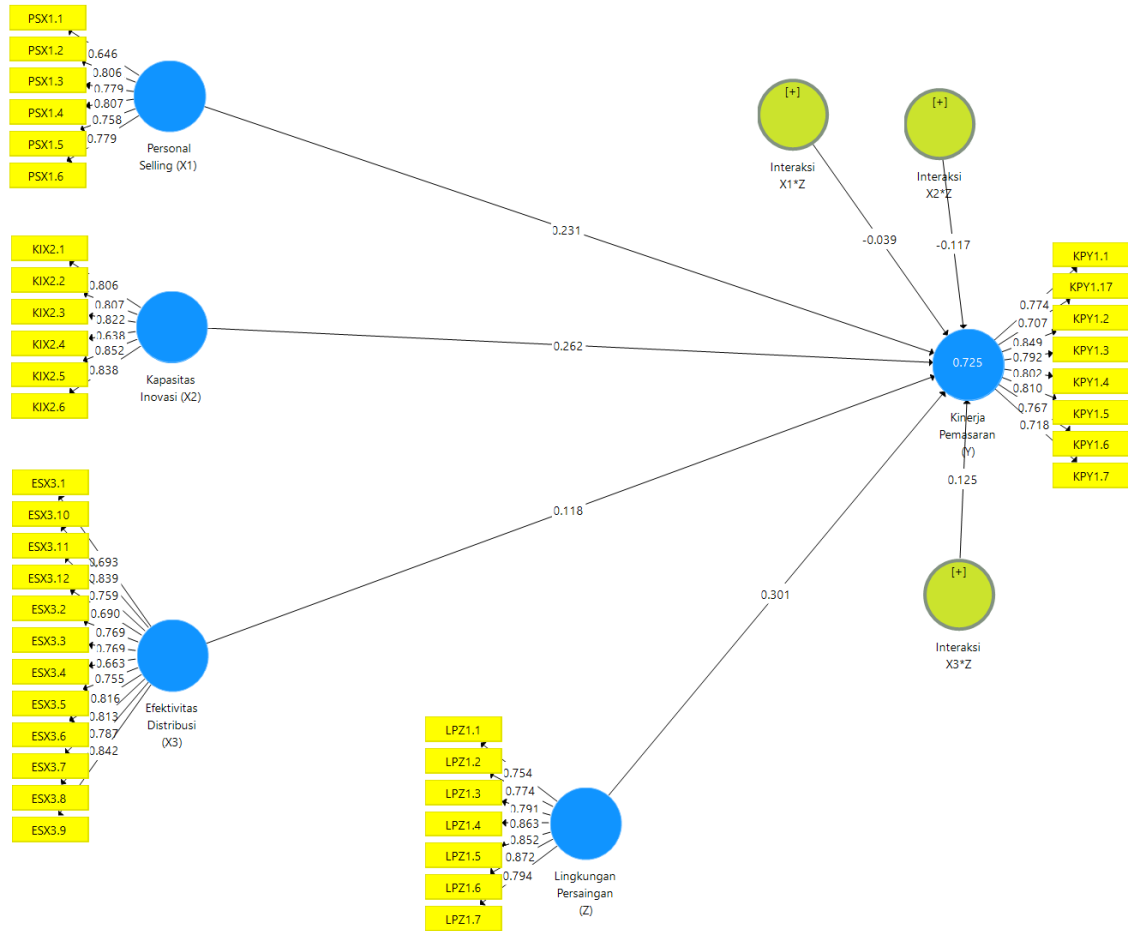 PSX1.1
PSX1.2
PSX1.3
PSX1.4
PSX1.5
PSX1.6
0.646
0.806
0.779
0.807
0.758
0.779
Personal
Selling (X1)
KIX2.1
KIX2.2
KIX2.3
KIX2.4
KIX2.5
KIX2.6
0.806
0.807
0.822
0.638
0.852
0.838
Kapasitas
Inovasi (X2)
ESX3.1
ESX3.10
ESX3.11
ESX3.12
ESX3.2
ESX3.3
ESX3.4
ESX3.5
ESX3.6
ESX3.7
ESX3.8
ESX3.9
0.693
0.839
0.759
0.690
0.769
0.769
0.663
0.755
0.816
0.813
0.787
0.842
Efektivitas
Distribusi
(X3)
LPZ1.1
LPZ1.2
LPZ1.3
LPZ1.4
LPZ1.5
LPZ1.6
LPZ1.7
0.754
0.774
0.791
0.863
0.852
0.872
0.794
Lingkungan
Persaingan
(Z)
0.231
0.262
0.118
0.301
[+]
Interaksi
X1*Z
-0.039
[+]
Interaksi
X2*Z
-0.117
0.725
Kinerja
Pemasaran
(Y)
0.125
[+]
Interaksi
X3*Z
0.774
0.707
0.849
0.792
0.802
0.810
0.767
0.718
KPY1.1
KPY1.17
KPY1.2
KPY1.3
KPY1.4
KPY1.5
KPY1.6
KPY1.7